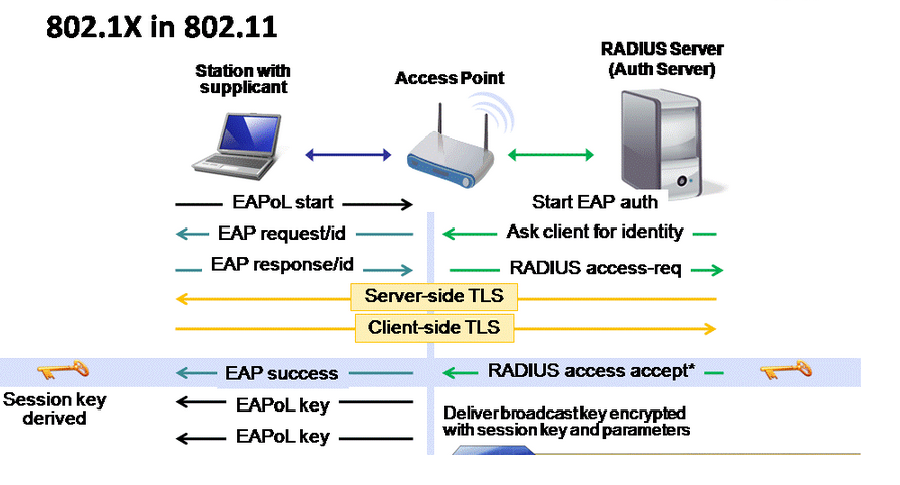 802.1X in 802.11
Station with
supplicant
Access Point
RADIUS Server
(Auth Server)
EAPoL start
Start EAP auth
EAP request/id
Ask client for identity
EAP response/id
RADIUS access-req
Server-side TLS
Client-side TLS
EAP success
RADIUS access accept*
Session key
derived
EAPoL key
Deliver broadcast key encrypted
with session key and parameters
EAPoL key